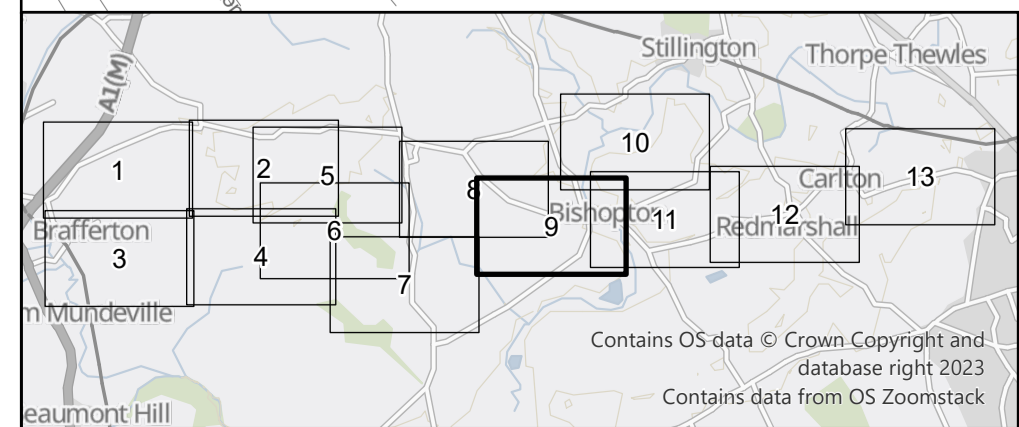 Stillington
Thorpe Thewles
A1(M)
10
1
2
5
8
Carlton
13
Bishopton
11
12
Redmarshall
9
Brafferton
6
3
4
7
m Mundeville
Contains OS data © Crown Copyright and
database right 2023
Contains data from OS Zoomstack
eaumont Hill